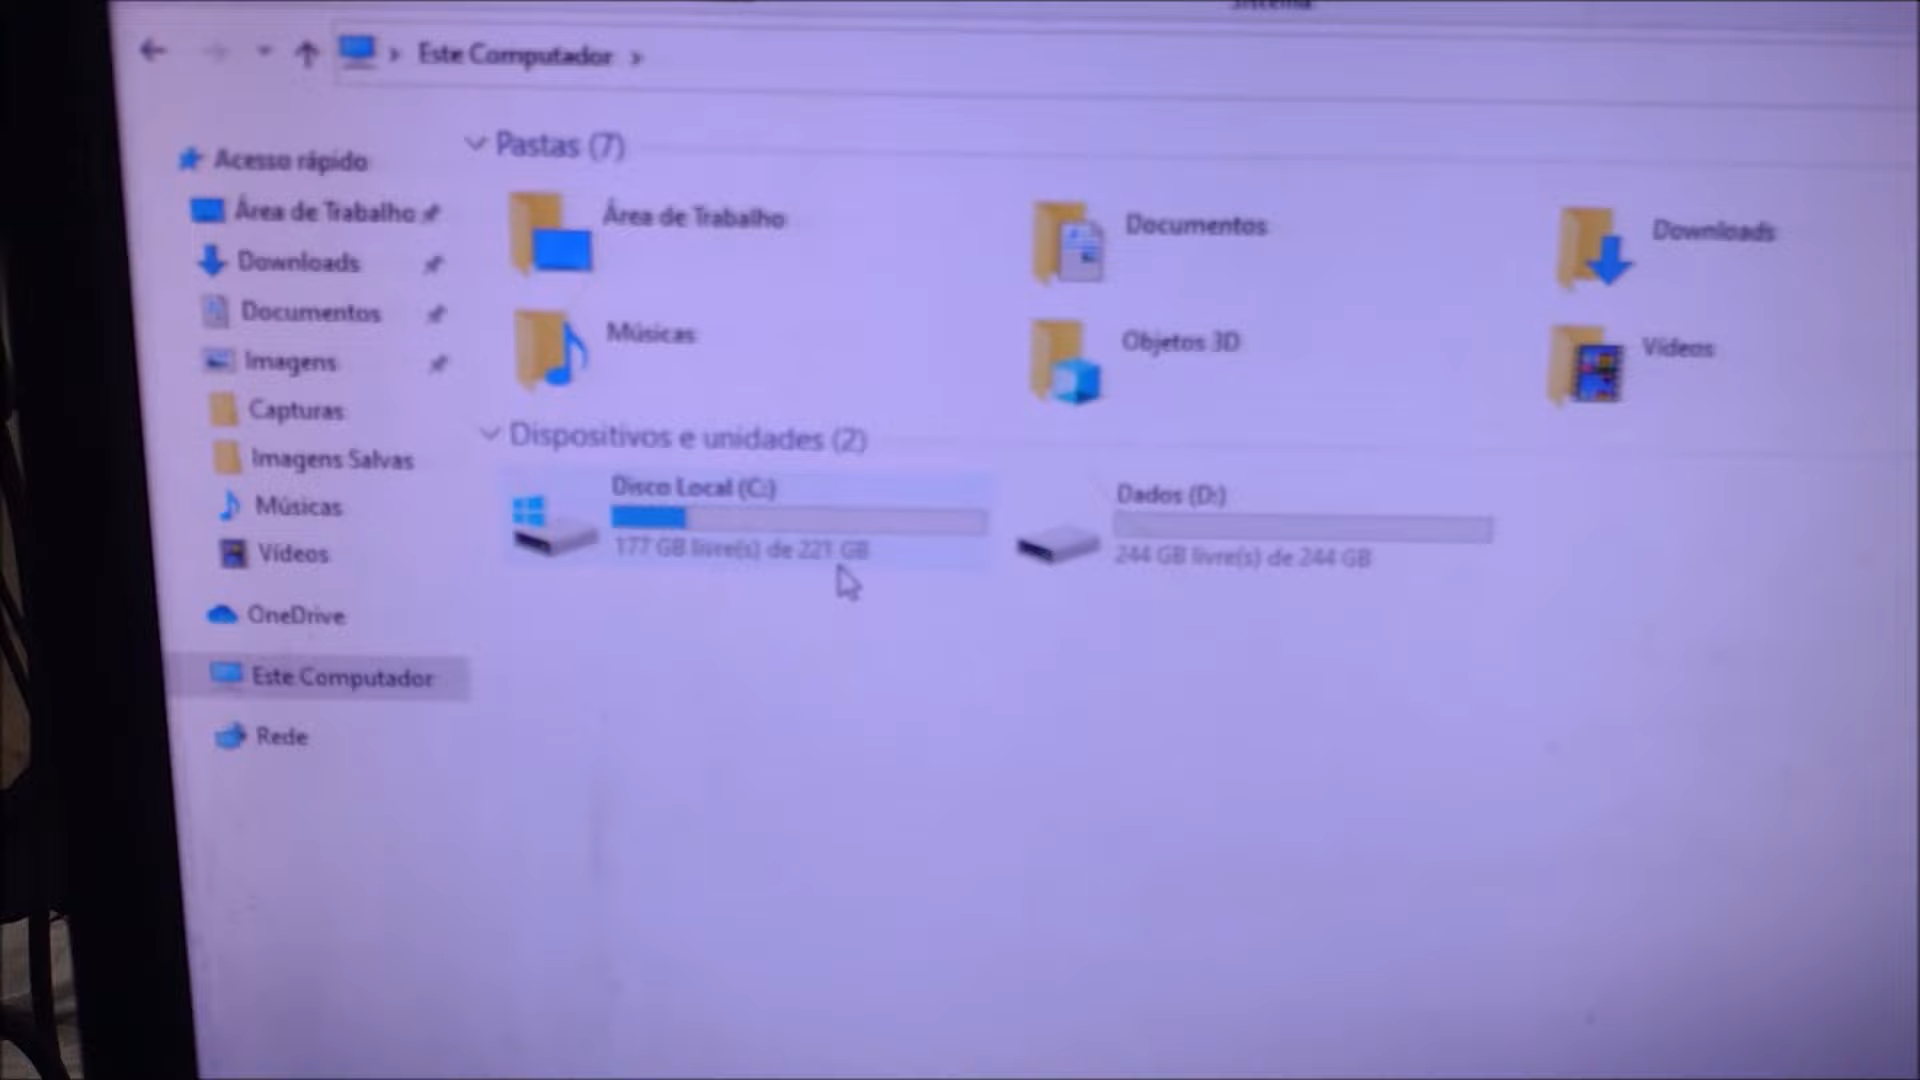 Sistema
Este Computador
Acesso rápido
Área de Trabalho
Downloads
Documentos
Imagens
Capturas
Imagens Salvas
Músicas
Vídeos
OneDrive
Este Computador
Rede
Pastas (7)
Área de Trabalho
Documentos
Downloads
Músicas
Objetos 3D
Vídeos
Dispositivos e unidades (2)
Disco Local (C:)
177 GB livre(s) de 221 GB
Dados (D:)
244 GB livre(s) de 244 GB